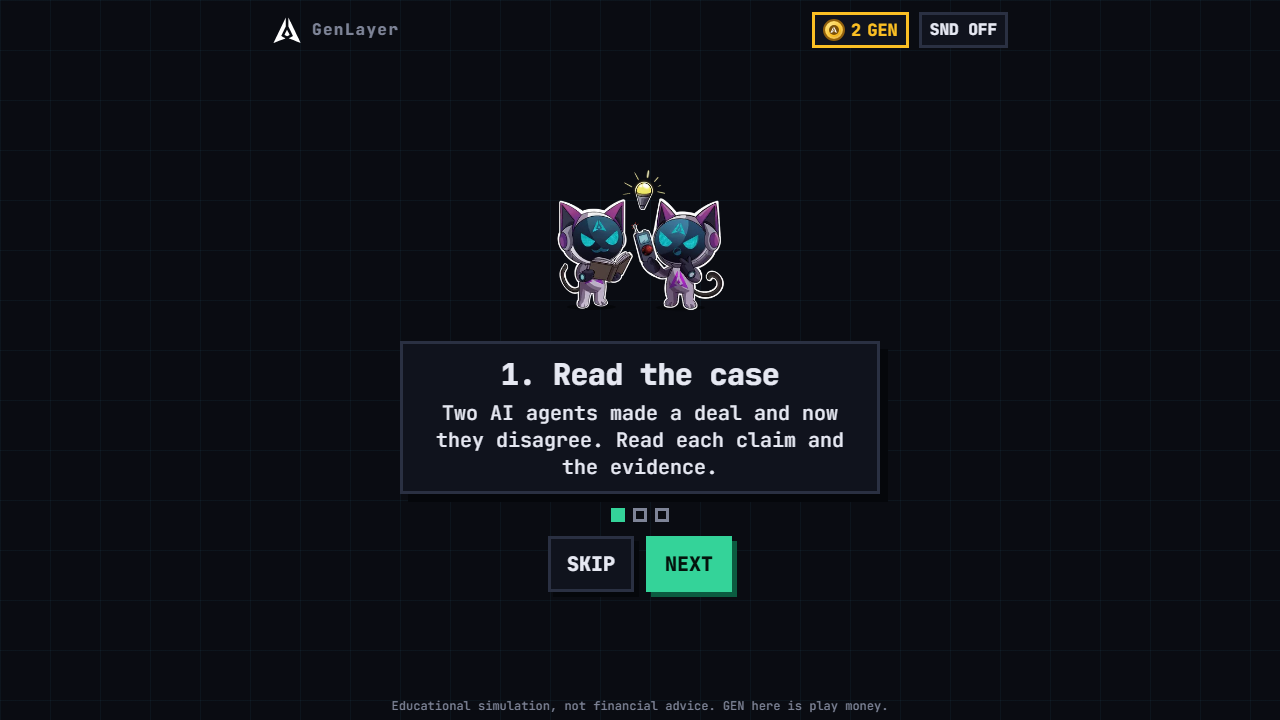 GenLayer
2 GEN
SND OFF
1. Read the case
Two AI agents made a deal and now
they disagree. Read each claim and
the evidence.
SKIP
NEXT
Educational simulation, not financial advice. GEN here is play money.